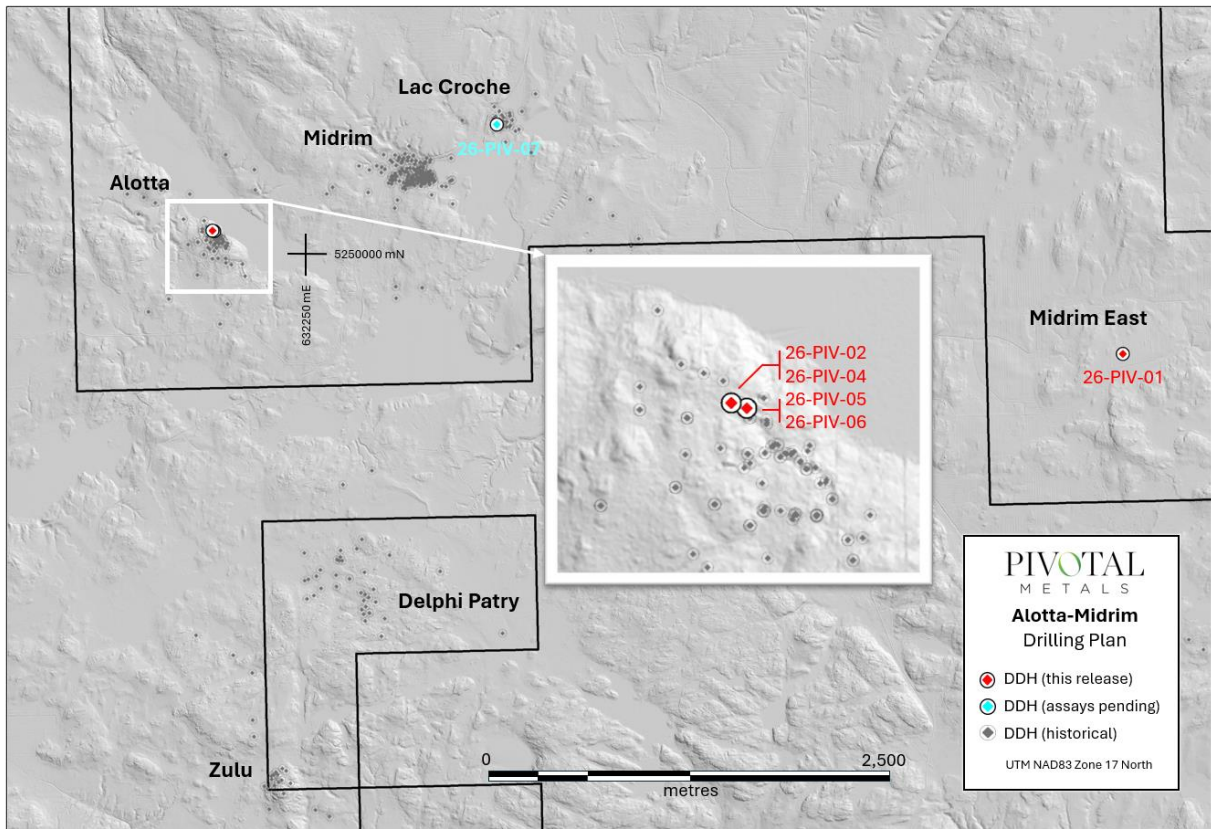 Lac Croche
Midrim
26-PIV-07
Alotta
5250000 mN
632250 mE
Midrim East
26-PIV-01
26-PIV-02
26-PIV-04
26-PIV-05
26-PIV-06
Delphi Patry
Zulu
0
2,500
metres
PIVOTAL
METALS
Alotta-Midrim
Drilling Plan
DDH (this release)
DDH (assays pending)
DDH (historical)
UTM NAD83 Zone 17 North